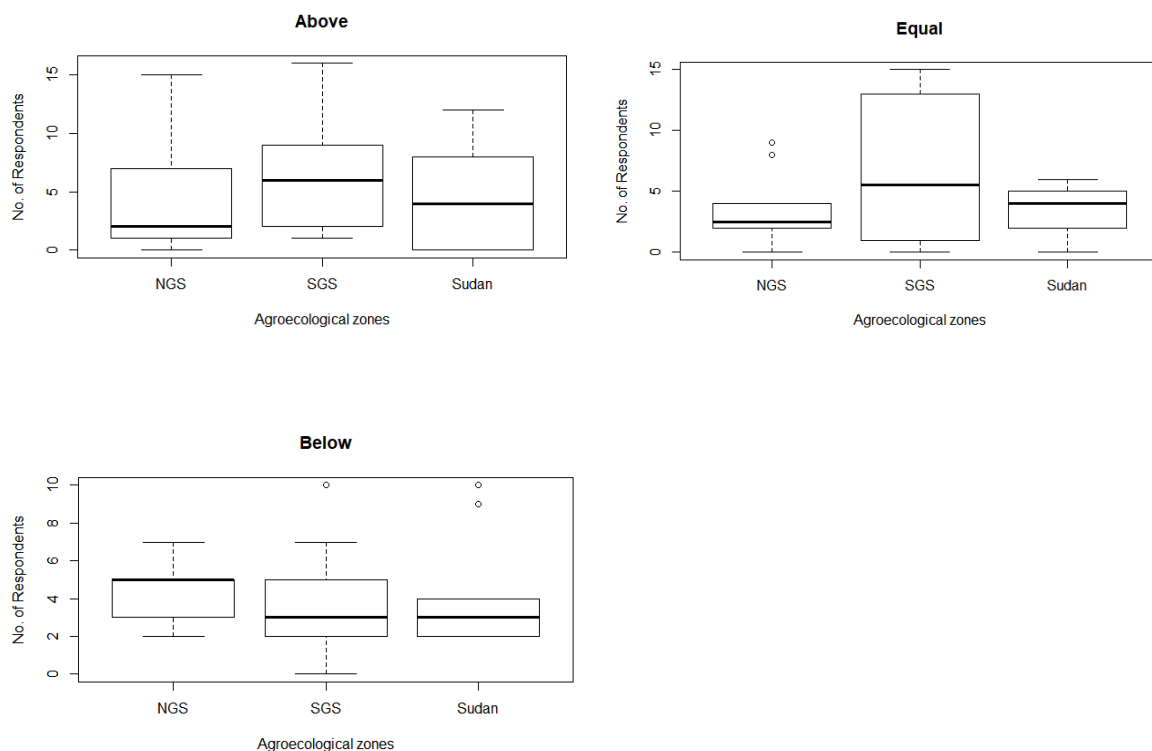 Above
No. of Respondents
15
10
5
0
NGS SGS Sudan
Agroecological zones
Equal
No. of Respondents
15
10
5
0
NGS SGS Sudan
Agroecological zones
Below
No. of Respondents
10
8
6
4
2
0
NGS SGS Sudan
Agroecological zones